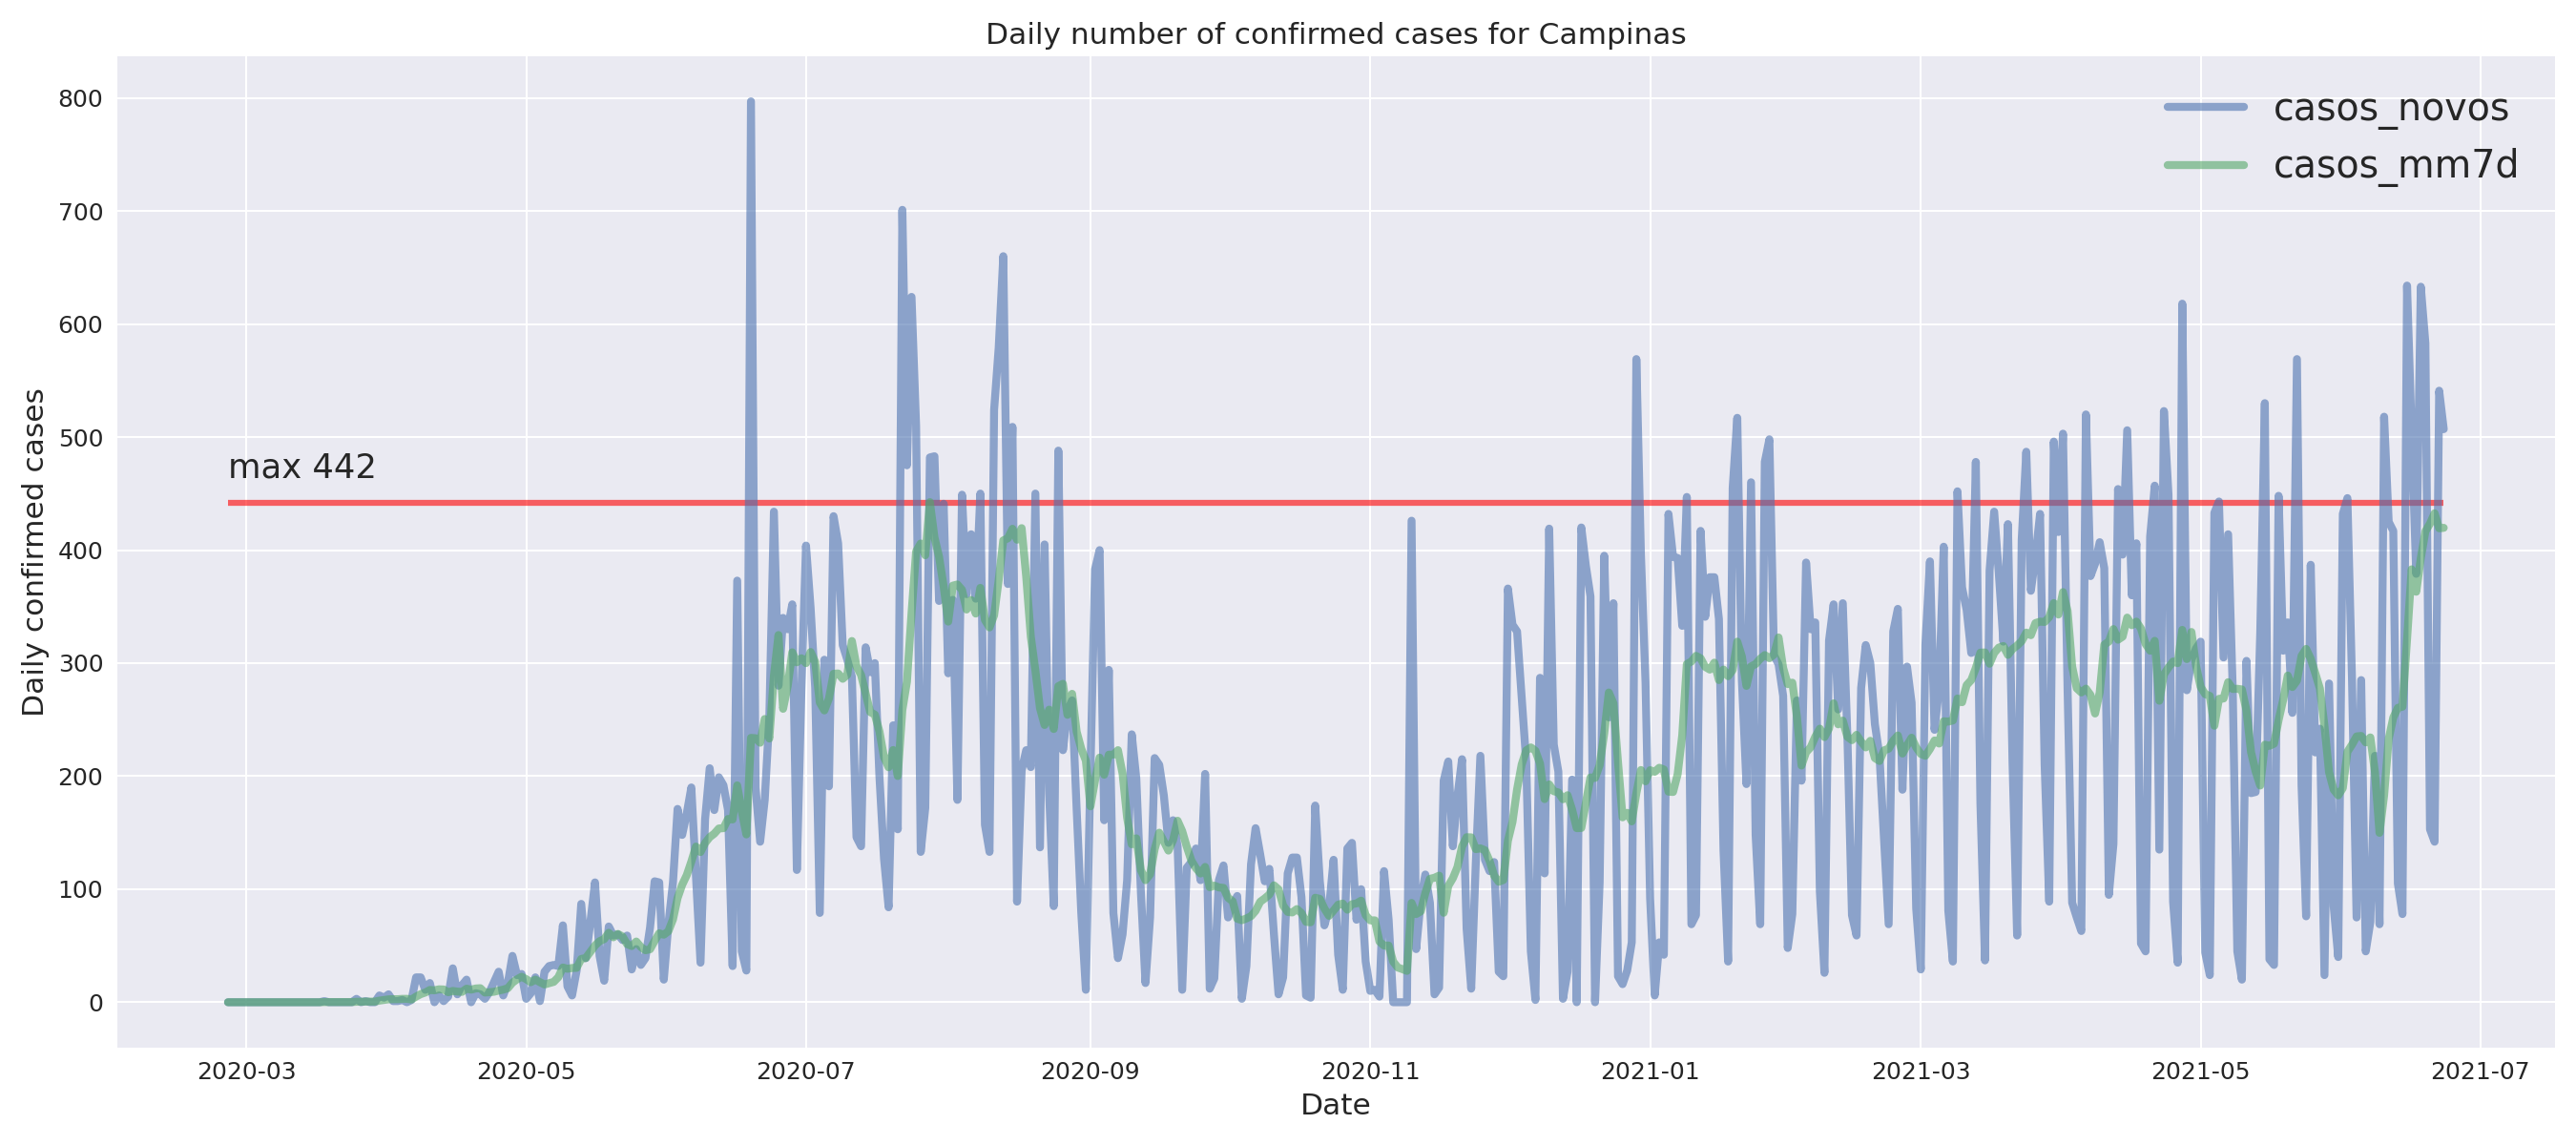 Daily number of confirmed cases for Campinas
casos_novos
casos_mm7d
800
700
600
500
400
300
200
100
0
Daily confirmed cases
max 442
2020-03 2020-05 2020-07 2020-09 2020-11 2021-01 2021-03 2021-05 2021-07
Date